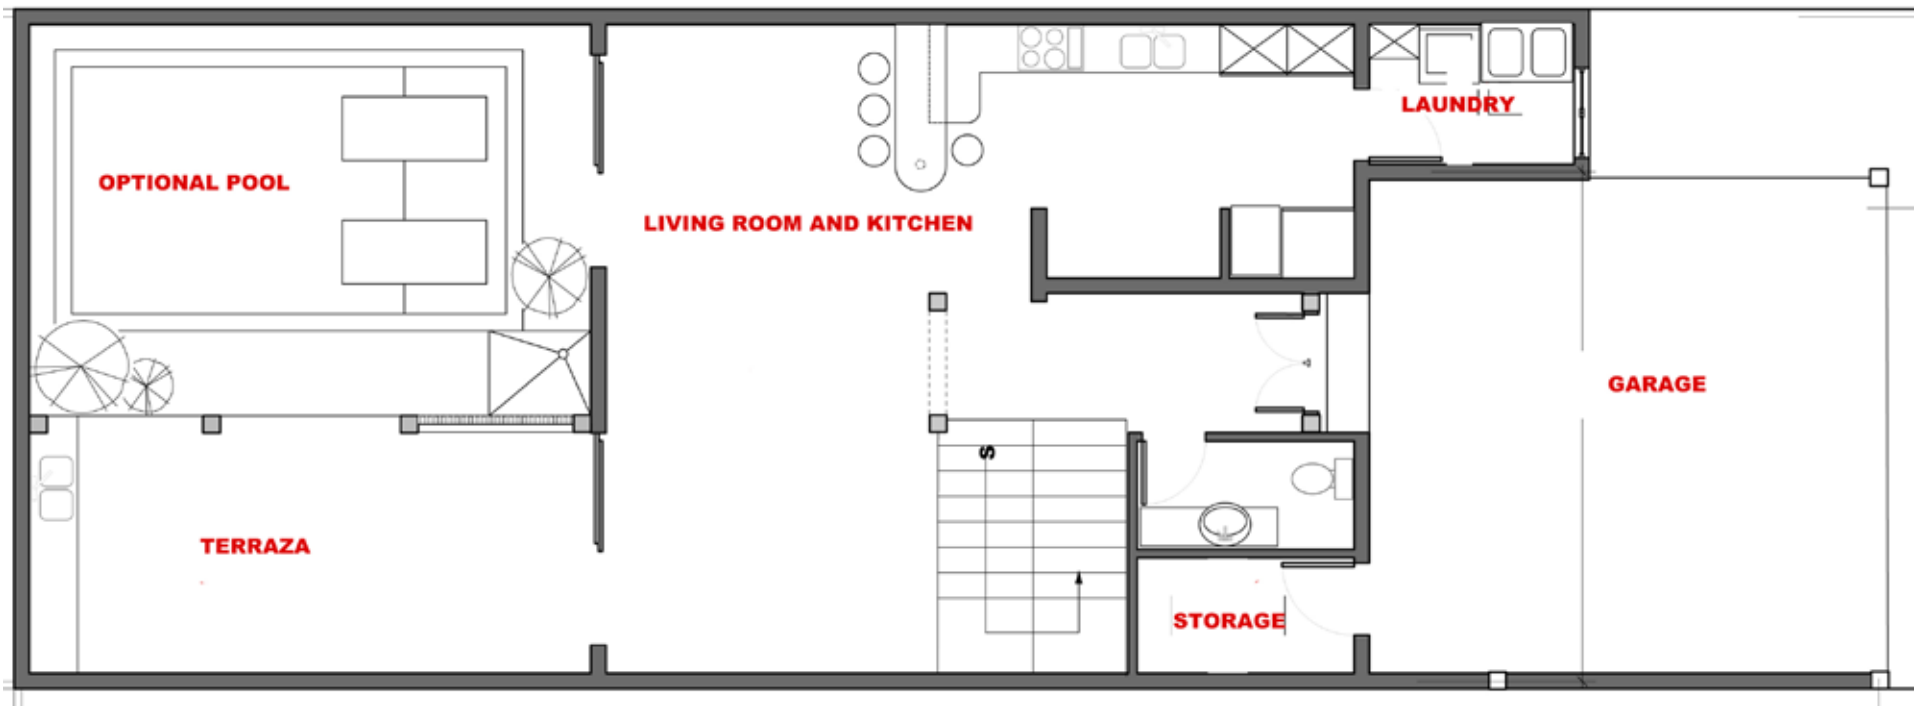 LAUNDRY
OPTIONAL POOL
LIVING ROOM AND KITCHEN
GARAGE
S
TERRAZA
STORAGE